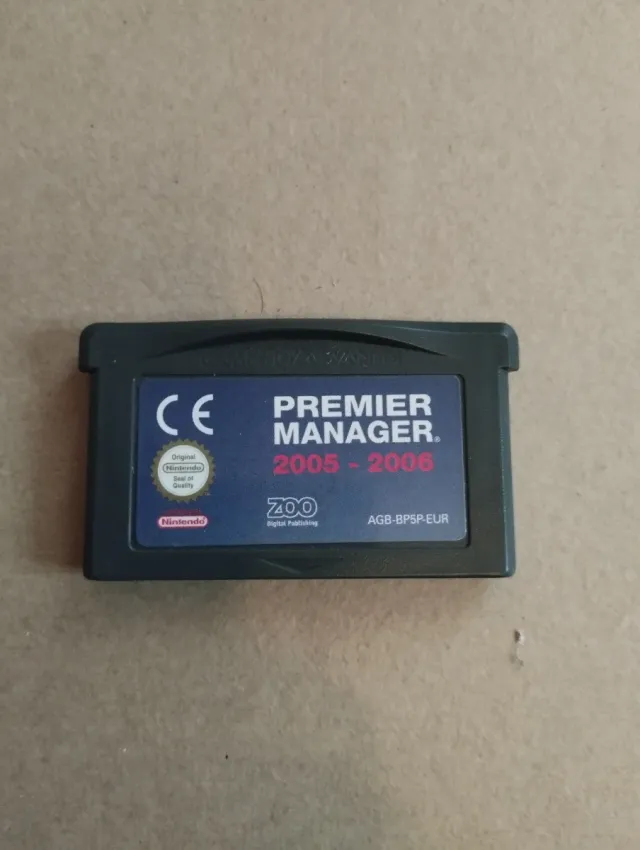 CE
PREMIER
MANAGER®
2005 - 2006
Original
Nintendo
Seal of
Quality
Nintendo
ZOO
Digital Publishing
AGB-BP5P-EUR